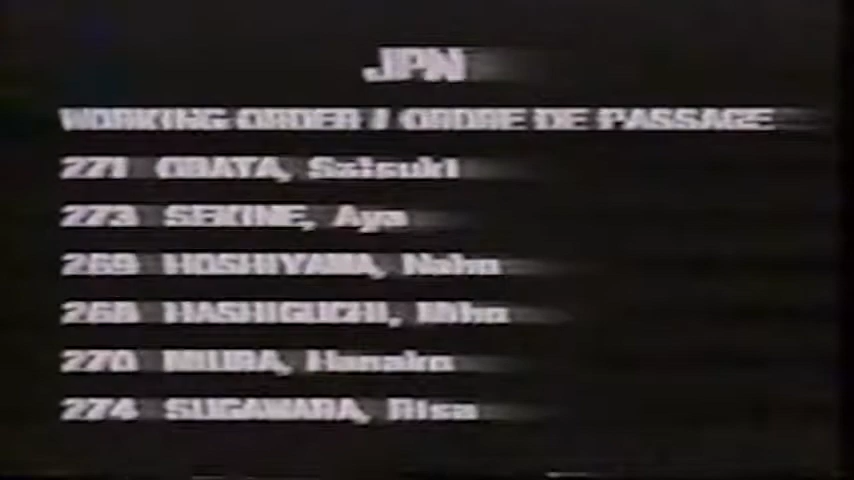 JPN
WORKING ORDER / ORDRE DE PASSAGE
271 OBATA, Satsuki
273 SEKINE, Aya
269 HOSHIYAMA, Naho
268 HASHIGUCHI, Miho
270 MIURA, Hanako
274 SUGAWARA, Risa